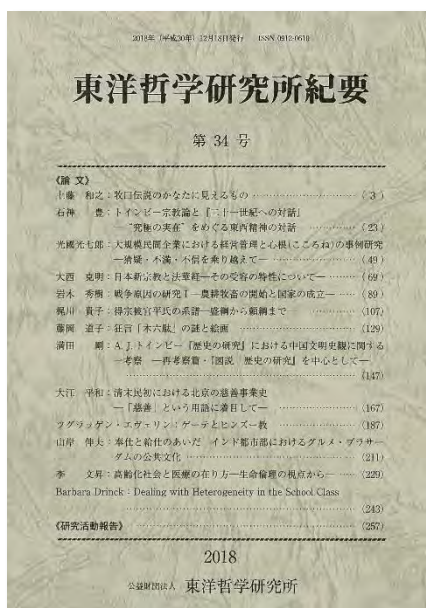 2018年（平成30年）12月18日発行　ISSN 0912-0610
東洋哲学研究所紀要
第 34 号
《論 文》
十藤　和之：牧口伝説のかなたに見えるもの ……………………（ 3 ）
石神　豊：トインビー宗教論と『二十一世紀への対話』
―“究極の実在”をめぐる東西精神の対話 ……………………（ 23 ）
光國光七郎：大規模民間企業における経営管理と心根(こころね)の事例研究
―猜疑・不満・不信を乗り越えて― ……………………（ 49 ）
大西　克明：日本新宗教と法華経―その受容の特性について― ……（ 69 ）
岩木　秀樹：戦争原因の研究Ⅰ―農耕牧畜の開始と国家の成立― ……（ 89 ）
梶川　貴子：得宗被官平氏の系譜―盛綱から頼綱まで ……………（107）
藤岡　道子：狂言「木六駄」の謎と絵画 ……………………（129）
満田　剛：A. J. トインビー『歴史の研究』における中国文明史観に関する
一考察　―再考察篇・『図説　歴史の研究』を中心として―
……………………（147）
大江　平和：清末民初における北京の慈善事業史
―「慈善」という用語に着目して― ……………………（167）
フグラッゲン・エヴェリン：ゲーテとヒンズー教 ……………………（187）
山岸　伸夫：奉仕と給仕のあいだ　インド都市部におけるグルメ・プラサー
ダムの公共文化 ……………………（211）
李　文昇：高齢化社会と医療の在り方―生命倫理の視点から― ……（229）
Barbara Drinck : Dealing with Heterogeneity in the School Class
……………………（243）
《研究活動報告》 ……………………（257）
2018
公益財団法人　東洋哲学研究所